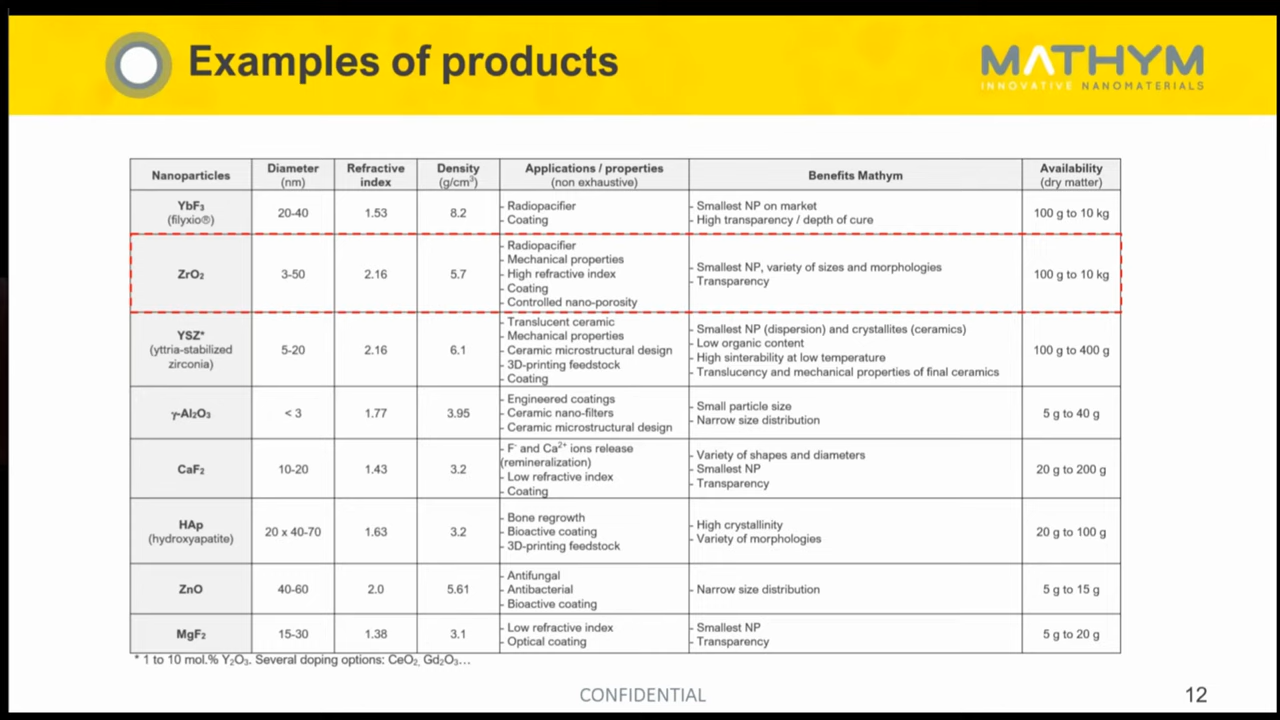 Examples of products
MATHYM
INNOVATIVE NANOMATERIALS
Nanoparticles
Diameter
(nm)
Refractive
index
Density
(g/cm³)
Applications / properties
(non exhaustive)
Benefits Mathym
Availability
(dry matter)
YbF₃
(filyxio®)
20-40
1.53
8.2
- Radiopacifier
- Coating
- Smallest NP on market
- High transparency / depth of cure
100 g to 10 kg
ZrO₂
3-50
2.16
5.7
- Radiopacifier
- Mechanical properties
- High refractive index
- Coating
- Controlled nano-porosity
- Smallest NP, variety of sizes and morphologies
- Transparency
100 g to 10 kg
YSZ*
(yttria-stabilized
zirconia)
5-20
2.16
6.1
- Translucent ceramic
- Mechanical properties
- Ceramic microstructural design
- 3D-printing feedstock
- Coating
- Smallest NP (dispersion) and crystallites (ceramics)
- Low organic content
- High sinterability at low temperature
- Translucency and mechanical properties of final ceramics
100 g to 400 g
γ-Al₂O₃
< 3
1.77
3.95
- Engineered coatings
- Ceramic nano-filters
- Ceramic microstructural design
- Small particle size
- Narrow size distribution
5 g to 40 g
CaF₂
10-20
1.43
3.2
- F⁻ and Ca²⁺ ions release
(remineralization)
- Low refractive index
- Coating
- Variety of shapes and diameters
- Smallest NP
- Transparency
20 g to 200 g
HAp
(hydroxyapatite)
20 x 40-70
1.63
3.2
- Bone regrowth
- Bioactive coating
- 3D-printing feedstock
- High crystallinity
- Variety of morphologies
20 g to 100 g
ZnO
40-60
2.0
5.61
- Antifungal
- Antibacterial
- Bioactive coating
- Narrow size distribution
5 g to 15 g
MgF₂
15-30
1.38
3.1
- Low refractive index
- Optical coating
- Smallest NP
- Transparency
5 g to 20 g
* 1 to 10 mol.% Y₂O₃. Several doping options: CeO₂, Gd₂O₃…
CONFIDENTIAL
12